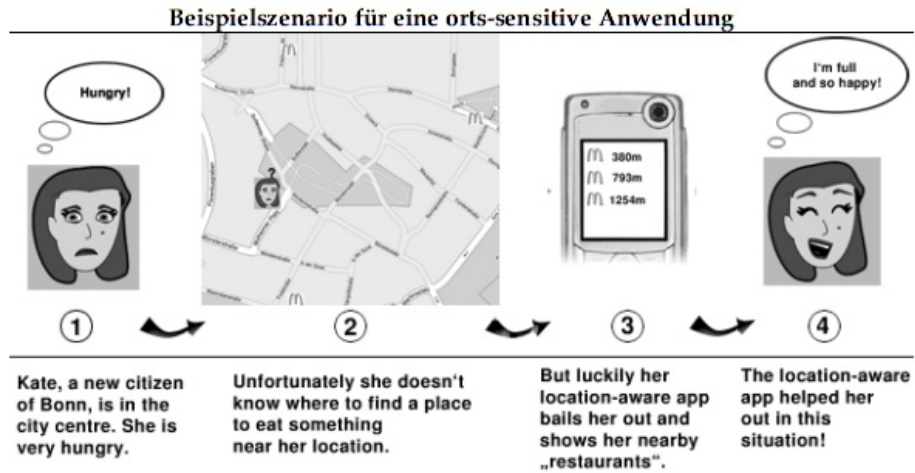 Beispielszenario für eine orts-sensitive Anwendung
Hungry!
?
380m
793m
1254m
I'm full
and so happy!
1
2
3
4
Kate, a new citizen
of Bonn, is in the
city centre. She is
very hungry.
Unfortunately she doesn't
know where to find a place
to eat something
near her location.
But luckily her
location-aware app
bails her out and
shows her nearby
„restaurants“.
The location-aware
app helped her
out in this
situation!